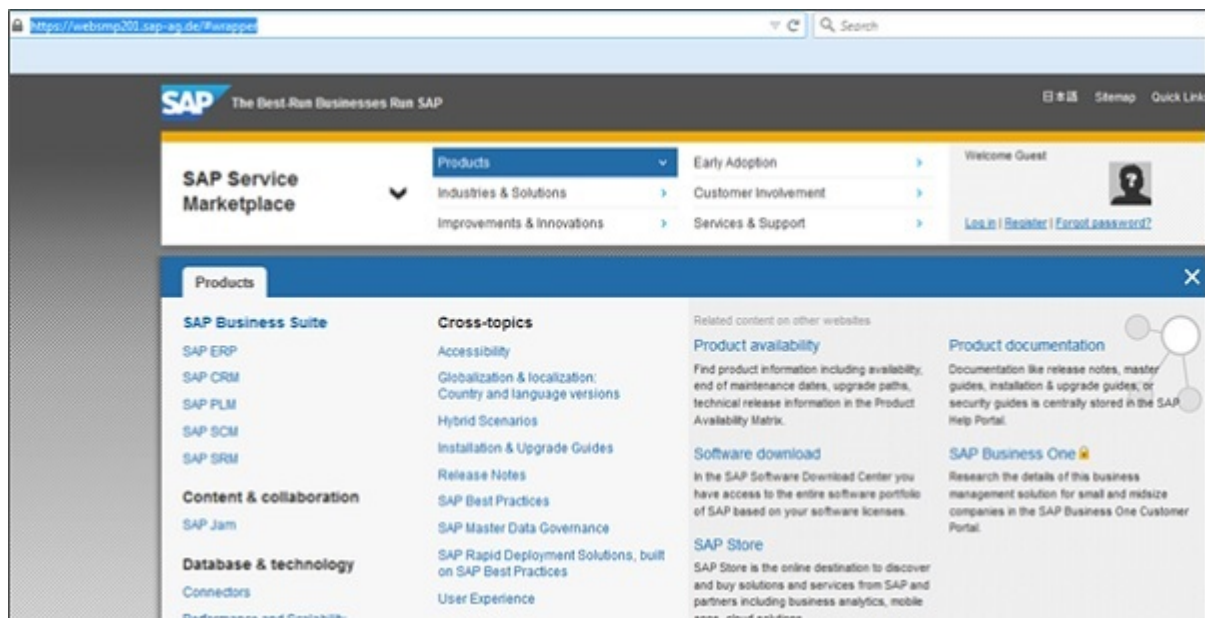 https://websmp201.sap-ag.de/#wrapper
Search
SAP The Best-Run Businesses Run SAP
日本語 Sitemap Quick Link
SAP Service
Marketplace
Products
Industries & Solutions
Improvements & Innovations
Early Adoption
Customer Involvement
Services & Support
Welcome Guest
?
Log in | Register | Forgot password?
Products
SAP Business Suite
SAP ERP
SAP CRM
SAP PLM
SAP SCM
SAP SRM
Content & collaboration
SAP Jam
Database & technology
Connectors
Performance and Scalability
Cross-topics
Accessibility
Globalization & localization:
Country and language versions
Hybrid Scenarios
Installation & Upgrade Guides
Release Notes
SAP Best Practices
SAP Master Data Governance
SAP Rapid Deployment Solutions, built
on SAP Best Practices
User Experience
Related content on other websites
Product availability
Find product information including availability,
end of maintenance dates, upgrade paths,
technical release information in the Product
Availability Matrix.
Software download
In the SAP Software Download Center you
have access to the entire software portfolio
of SAP based on your software licenses.
SAP Store
SAP Store is the online destination to discover
and buy solutions and services from SAP and
partners including business analytics, mobile
apps, cloud solutions
Product documentation
Documentation like release notes, master
guides, installation & upgrade guides, or
security guides is centrally stored in the SAP
Help Portal.
SAP Business One
Research the details of this business
management solution for small and midsize
companies in the SAP Business One Customer
Portal.